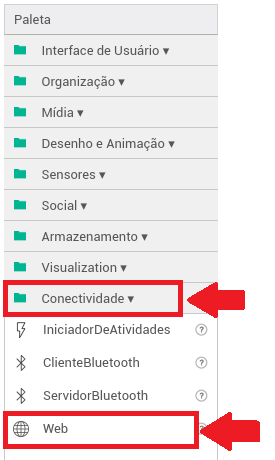 Paleta
Interface de Usuário ▾
Organização ▾
Mídia ▾
Desenho e Animação ▾
Sensores ▾
Social ▾
Armazenamento ▾
Visualization ▾
Conectividade ▾
IniciadorDeAtividades ?
ClienteBluetooth ?
ServidorBluetooth ?
Web ?